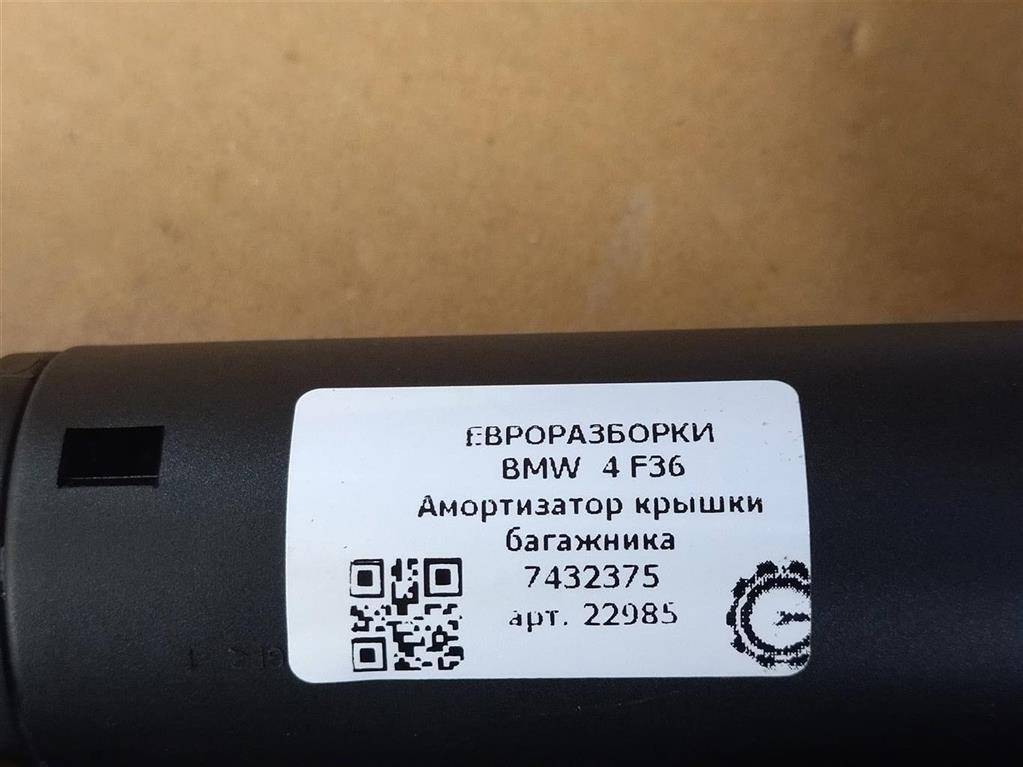 ЕВРОРАЗБОРКИ
BMW 4 F36
Амортизатор крышки
багажника
7432375
арт. 22985